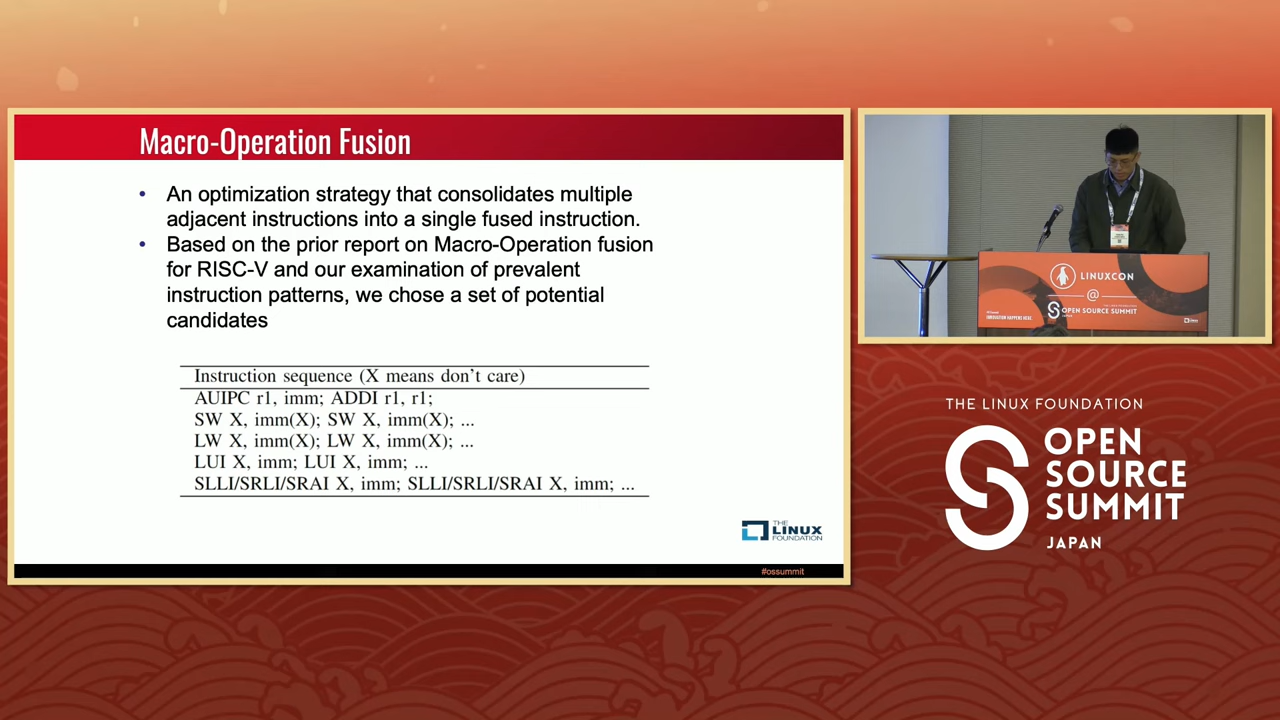 Macro-Operation Fusion
• An optimization strategy that consolidates multiple
adjacent instructions into a single fused instruction.
• Based on the prior report on Macro-Operation fusion
for RISC-V and our examination of prevalent
instruction patterns, we chose a set of potential
candidates
Instruction sequence (X means don't care)
AUIPC r1, imm; ADDI r1, r1;
SW X, imm(X); SW X, imm(X); ...
LW X, imm(X); LW X, imm(X); ...
LUI X, imm; LUI X, imm; ...
SLLI/SRLI/SRAI X, imm; SLLI/SRLI/SRAI X, imm; ...
THE
LINUX
FOUNDATION
#ossummit
LINUXCON
@
OPEN SOURCE SUMMIT
INNOVATION HAPPENS HERE
THE LINUX FOUNDATION
OPEN
SOURCE
SUMMIT
JAPAN